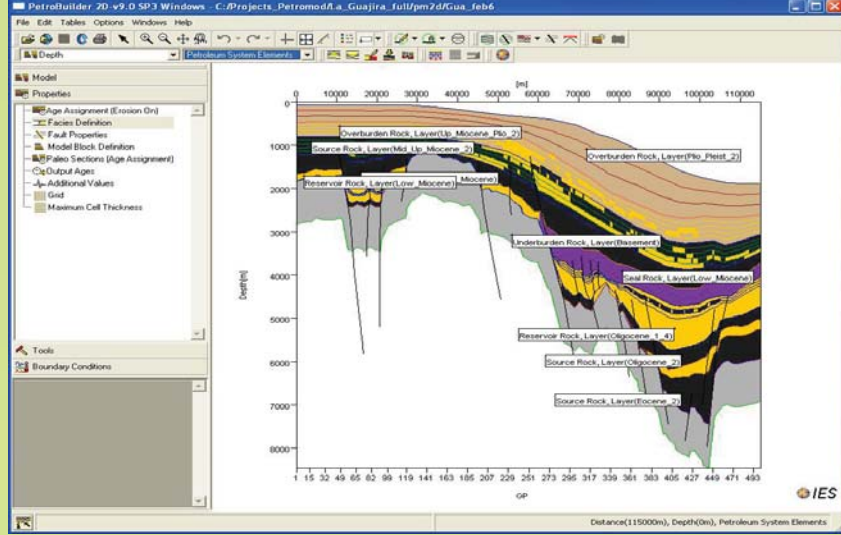 PetroBuilder 2D-v9.0 SP3 Windows - C:/Projects_Petromod/La_Guajira_full/pm2d/Gua_feb6
File Edit Tables Options Windows Help
Depth
Petroleum System Elements
Model
Properties
Age Assignment (Erosion On)
Facies Definition
Fault Properties
Model Block Definition
Paleo Sections (Age Assignment)
Output Ages
Additional Values
Grid
Maximum Cell Thickness
Tools
Boundary Conditions
[m]
0 10000 20000 30000 40000 50000 60000 70000 80000 90000 100000 110000
Depth[m]
0
1000
2000
3000
4000
5000
6000
7000
8000
Overburden Rock, Layer(Up_Miocene_Plio_2)
Source Rock, Layer(Mid_Up_Miocene_2)
Overburden Rock, Layer(Plio_Pleist_2)
Miocene)
Reservoir Rock, Layer(Low_Miocene)
Underburden Rock, Layer(Basement)
Seal Rock, Layer(Low_Miocene)
Reservoir Rock, Layer(Oligocene_1_4)
Source Rock, Layer(Oligocene_2)
Source Rock, Layer(Eocene_2)
1 15 32 49 65 82 99 119 141 163 185 207 229 251 273 295 317 339 361 383 405 427 449 471 493
GP
IES
Distance(115000m), Depth(0m), Petroleum System Elements